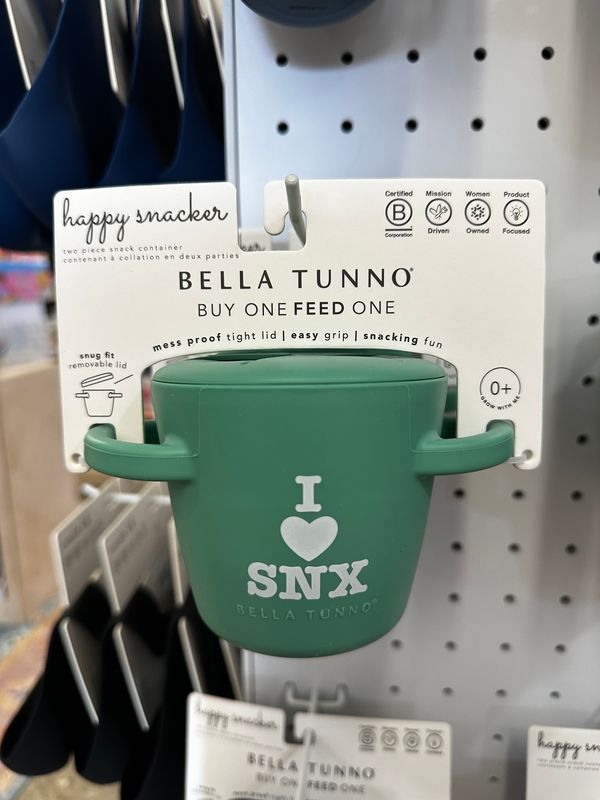 happy snacker
two piece snack container
contenant à collation en deux parties
Certified
B
Corporation
Mission
Driven
Women
Owned
Product
Focused
BELLA TUNNO®
BUY ONE FEED ONE
mess proof tight lid | easy grip | snacking fun
snug fit
removable lid
0+
GROW WITH ME
I
SNX
BELLA TUNNO®
happy snacker
BELLA TUNNO
BUY ONE FEED ONE
happy sn